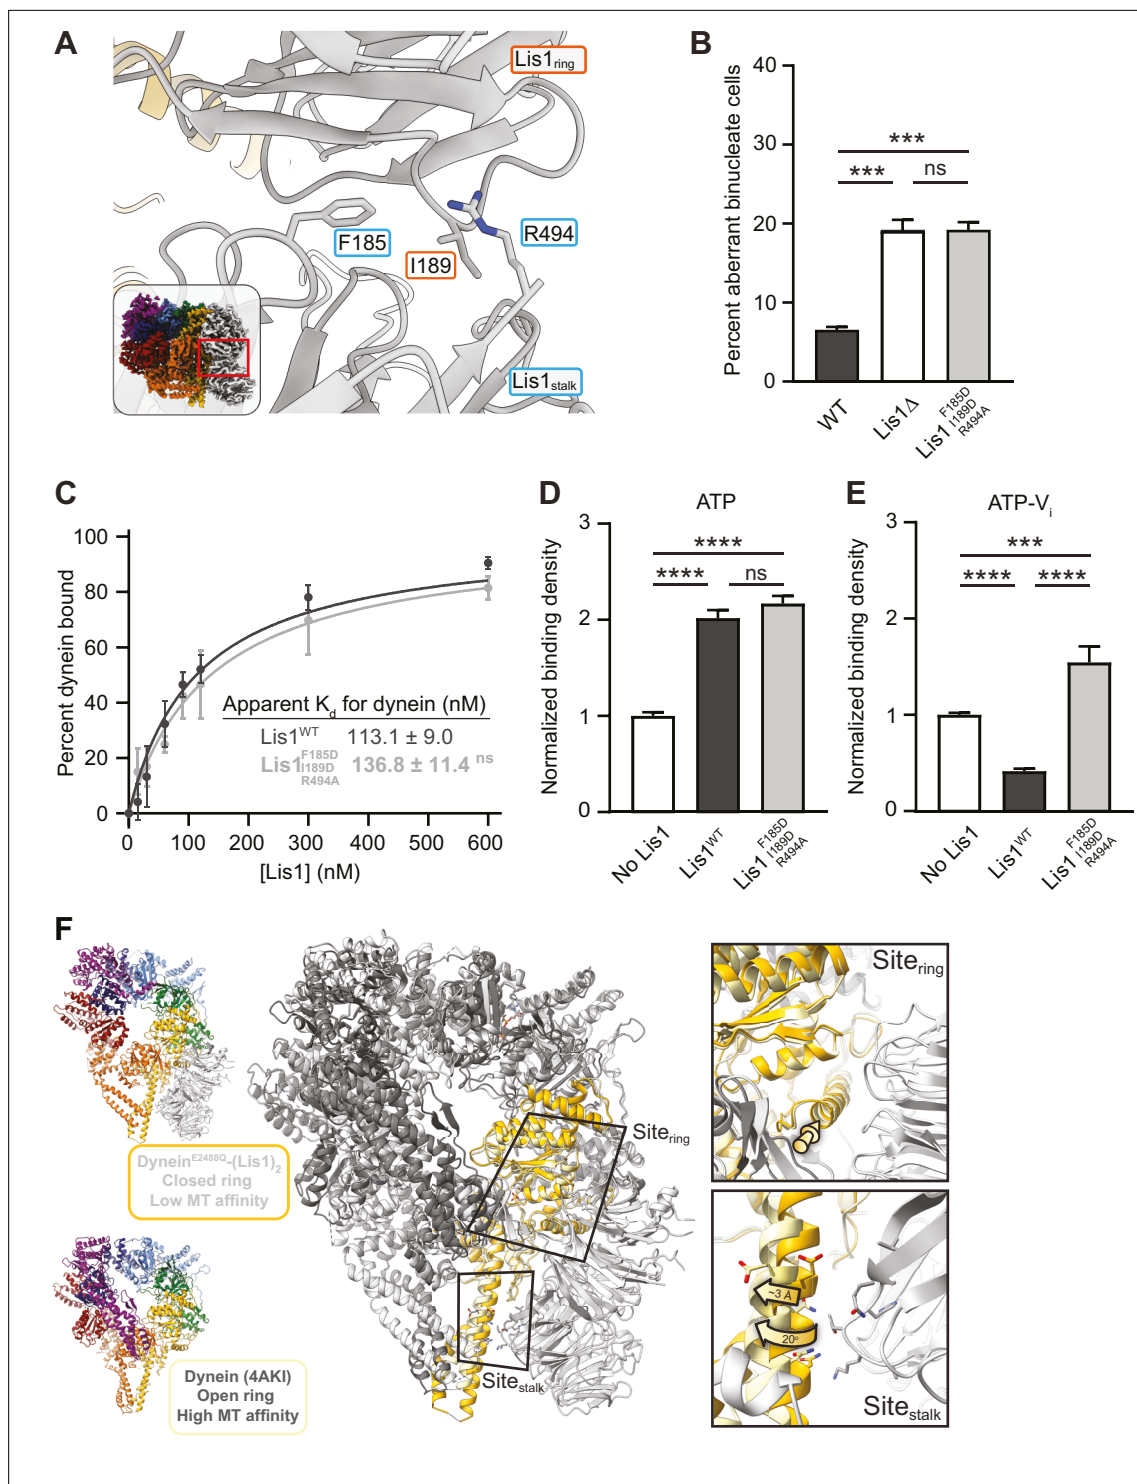 A
Lis1ring
F185
I189
R494
Lis1stalk
B
Percent aberrant binucleate cells
40
30
20
10
0
***
*** ns
WT
Lis1Δ
Lis1 F185D I189D R494A
C
Percent dynein bound
100
80
60
40
20
0
0 100 200 300 400 500 600
[Lis1] (nM)
Apparent Kd for dynein (nM)
Lis1WT 113.1 ± 9.0
Lis1 F185D I189D R494A 136.8 ± 11.4 ns
D
ATP
Normalized binding density
3
2
1
0
****
**** ns
No Lis1
Lis1WT
Lis1 F185D I189D R494A
E
ATP-Vi
Normalized binding density
3
2
1
0
***
**** ****
No Lis1
Lis1WT
Lis1 F185D I189D R494A
F
DyneinE2488Q-(Lis1)2
Closed ring
Low MT affinity
Dynein (4AKI)
Open ring
High MT affinity
Sitering
Sitestalk
Sitering
~3 Å
20°
Sitestalk